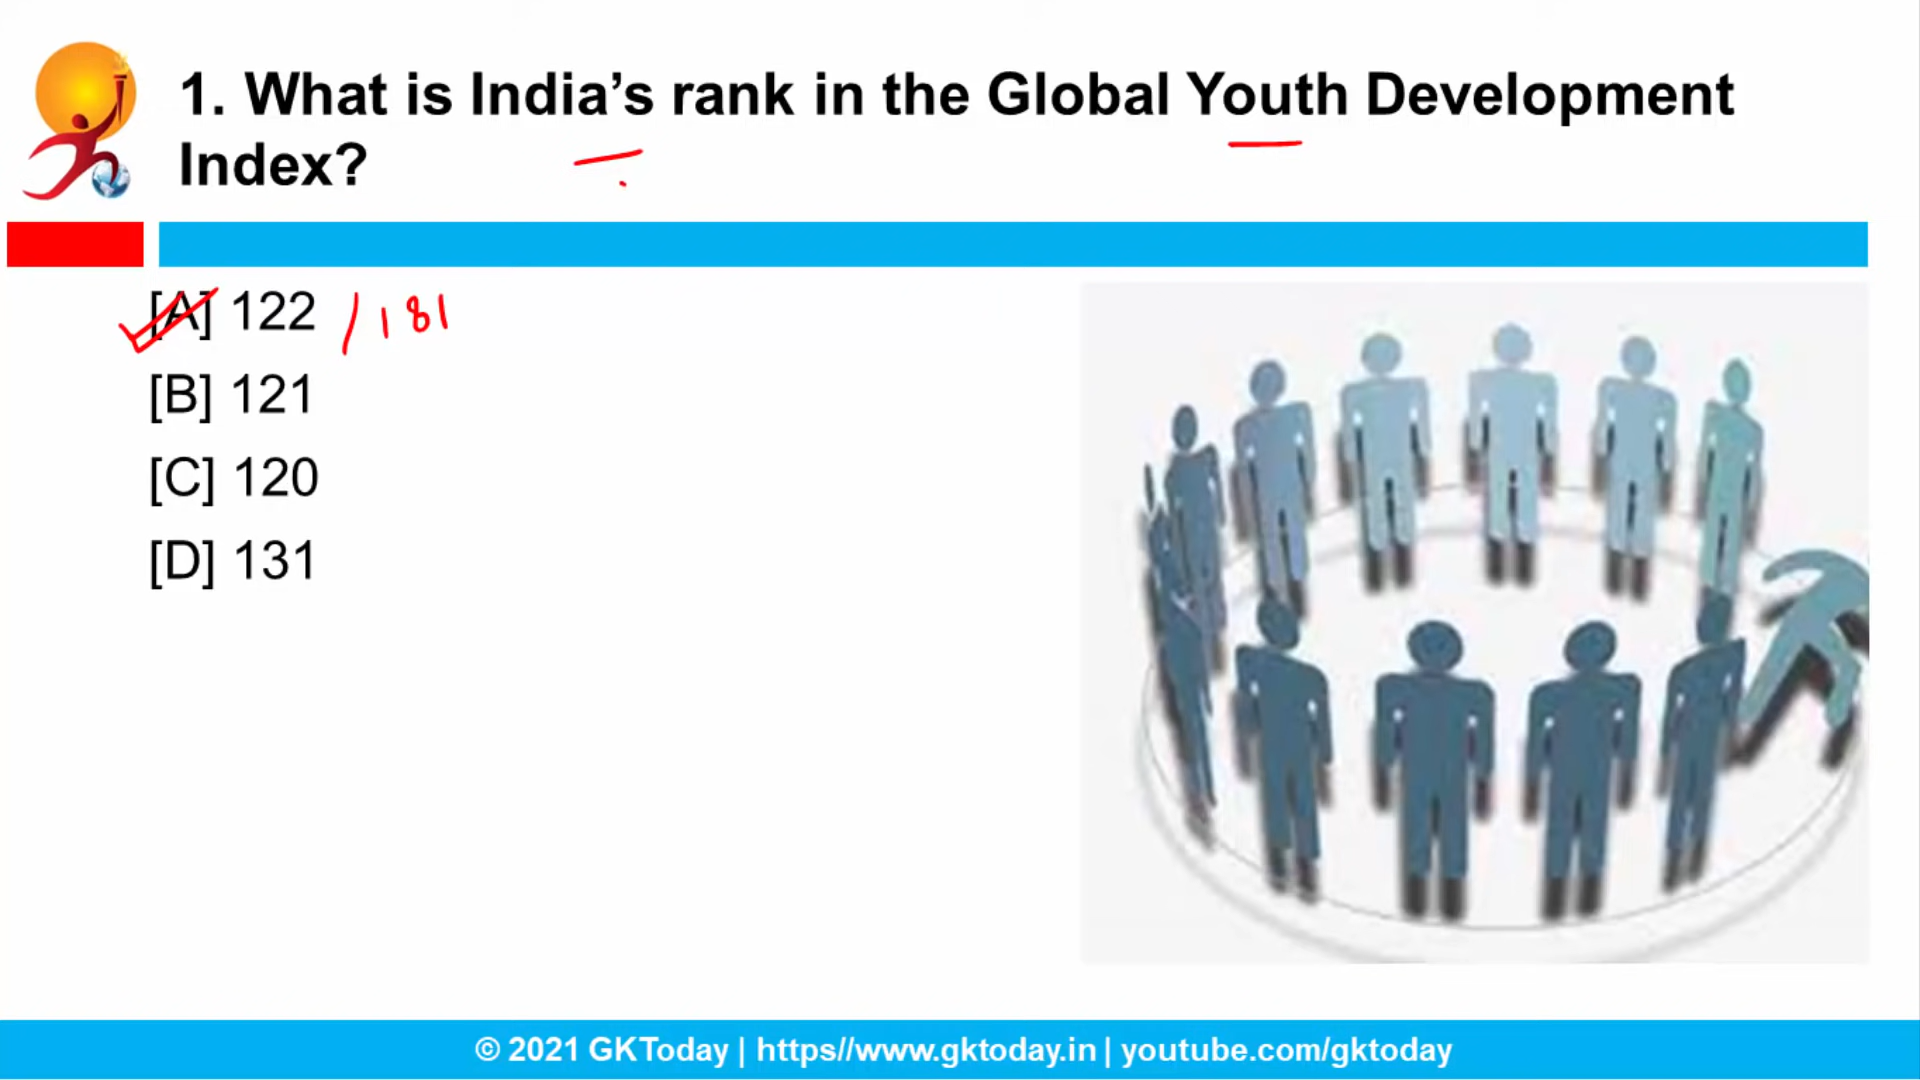 1. What is India’s rank in the Global Youth Development
Index?
[A] 122 /181
[B] 121
[C] 120
[D] 131
© 2021 GKToday | https//www.gktoday.in | youtube.com/gktoday